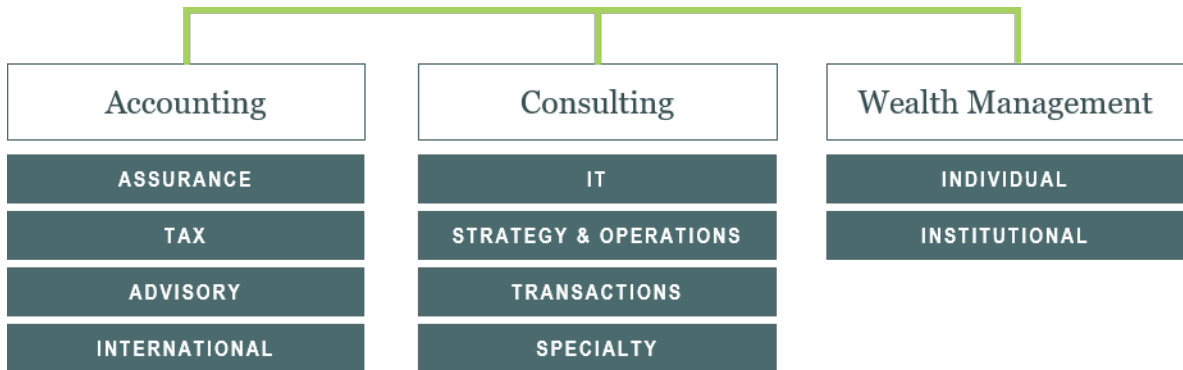 Accounting
ASSURANCE
TAX
ADVISORY
INTERNATIONAL
Consulting
IT
STRATEGY & OPERATIONS
TRANSACTIONS
SPECIALTY
Wealth Management
INDIVIDUAL
INSTITUTIONAL